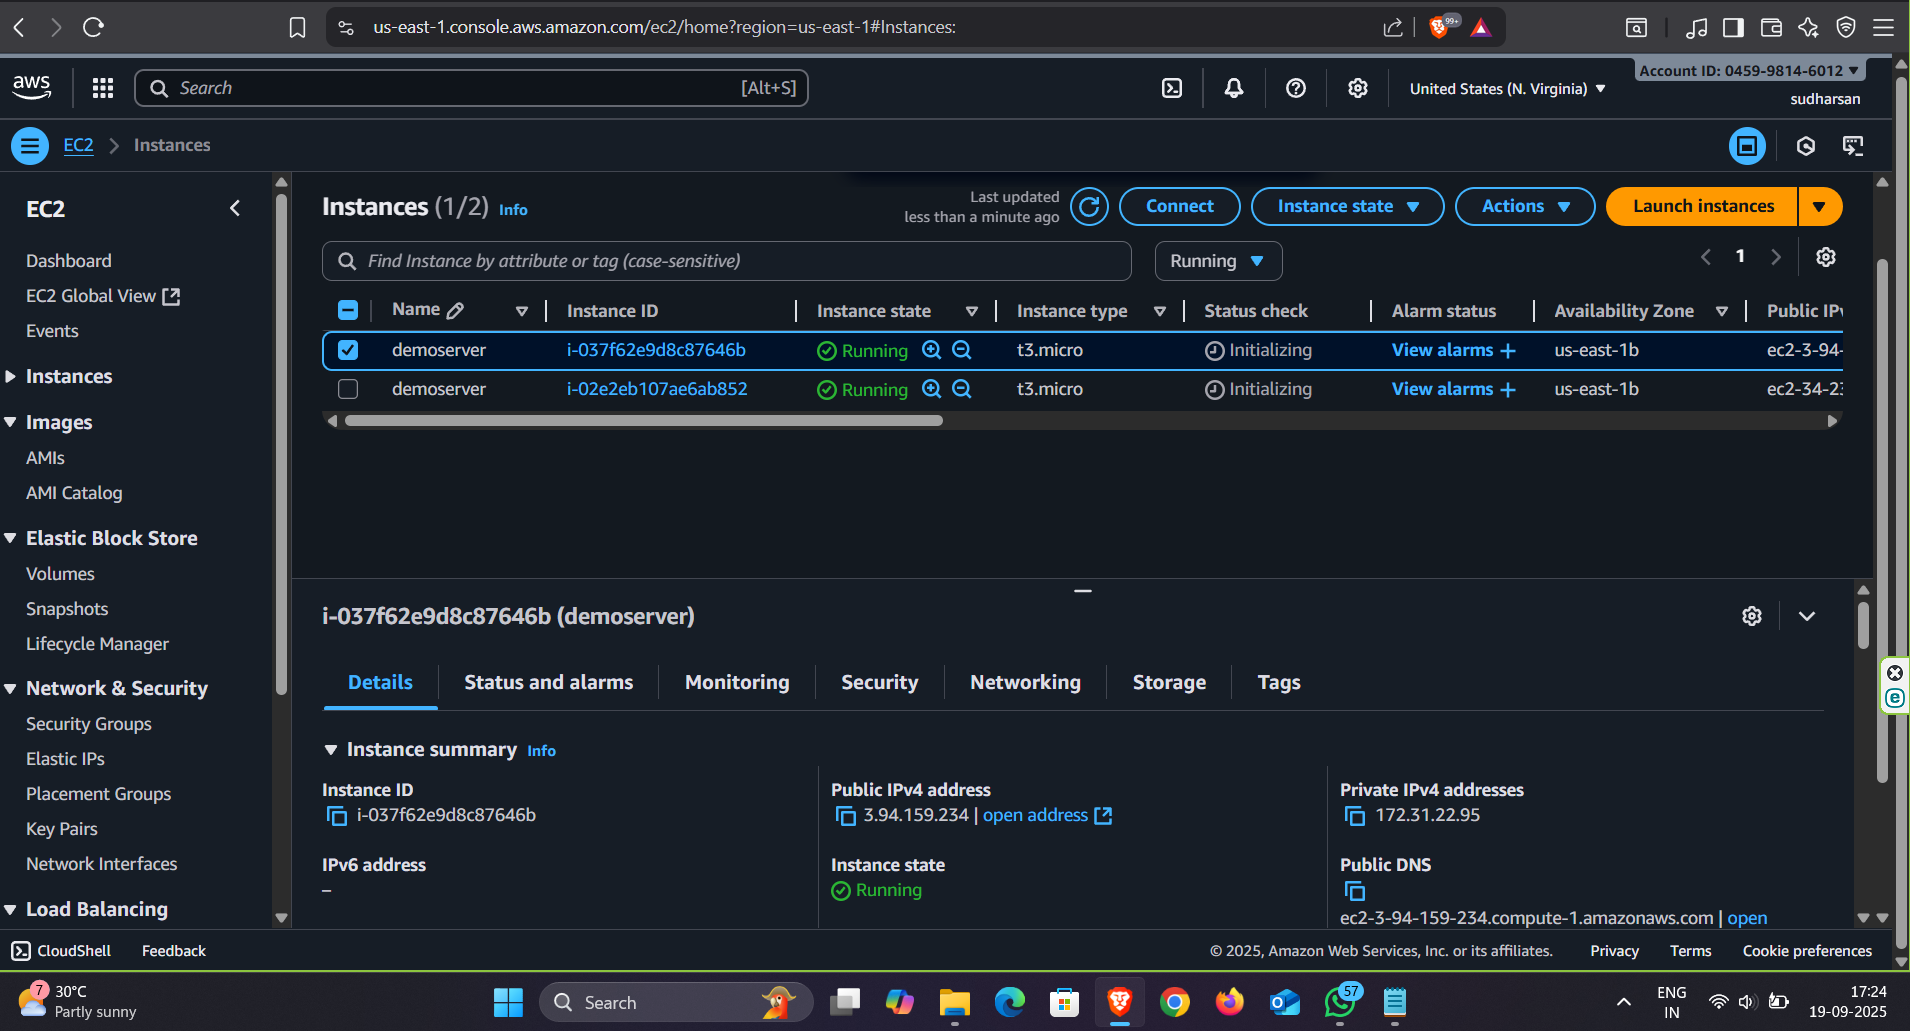 us-east-1.console.aws.amazon.com/ec2/home?region=us-east-1#Instances:
99+
aws
Search [Alt+S]
United States (N. Virginia)
Account ID: 0459-9814-6012
sudharsan
EC2 Instances
EC2
Dashboard
EC2 Global View
Events
Instances
Images
AMIs
AMI Catalog
Elastic Block Store
Volumes
Snapshots
Lifecycle Manager
Network & Security
Security Groups
Elastic IPs
Placement Groups
Key Pairs
Network Interfaces
Load Balancing
Instances (1/2) Info
Last updated
less than a minute ago
Connect
Instance state
Actions
Launch instances
Find Instance by attribute or tag (case-sensitive)
Running
1
Name Instance ID Instance state Instance type Status check Alarm status Availability Zone Public IPv
demoserver i-037f62e9d8c87646b Running t3.micro Initializing View alarms + us-east-1b ec2-3-94-
demoserver i-02e2eb107ae6ab852 Running t3.micro Initializing View alarms + us-east-1b ec2-34-23
i-037f62e9d8c87646b (demoserver)
Details Status and alarms Monitoring Security Networking Storage Tags
Instance summary Info
Instance ID
i-037f62e9d8c87646b
Public IPv4 address
3.94.159.234 | open address
Private IPv4 addresses
172.31.22.95
IPv6 address
–
Instance state
Running
Public DNS
ec2-3-94-159-234.compute-1.amazonaws.com | open
CloudShell Feedback © 2025, Amazon Web Services, Inc. or its affiliates. Privacy Terms Cookie preferences
7
30°C
Partly sunny
Search
57
ENG
IN
17:24
19-09-2025